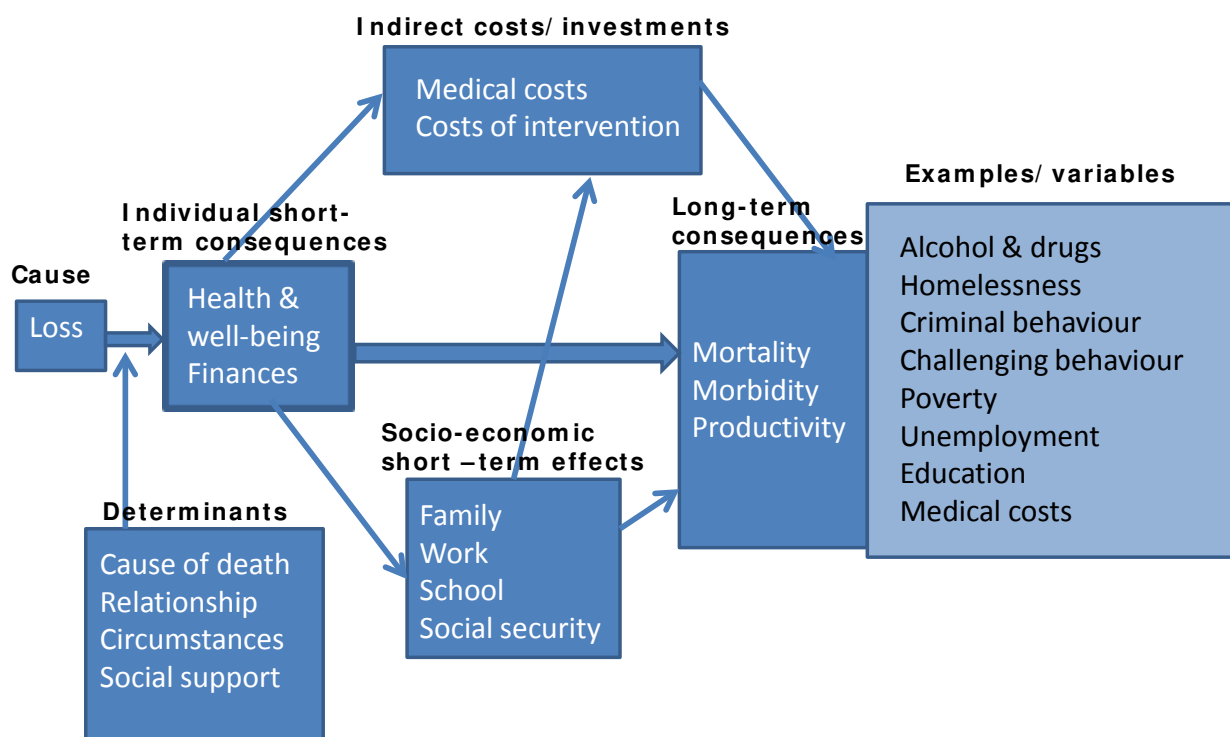 Indirect costs/ investments
Medical costs
Costs of intervention
Examples/ variables
Individual short-
term consequences
Long-term
consequences
Alcohol & drugs
Homelessness
Criminal behaviour
Challenging behaviour
Poverty
Unemployment
Education
Medical costs
Cause
Loss
Health &
well-being
Finances
Mortality
Morbidity
Productivity
Socio-economic
short –term effects
Family
Work
School
Social security
Determinants
Cause of death
Relationship
Circumstances
Social support